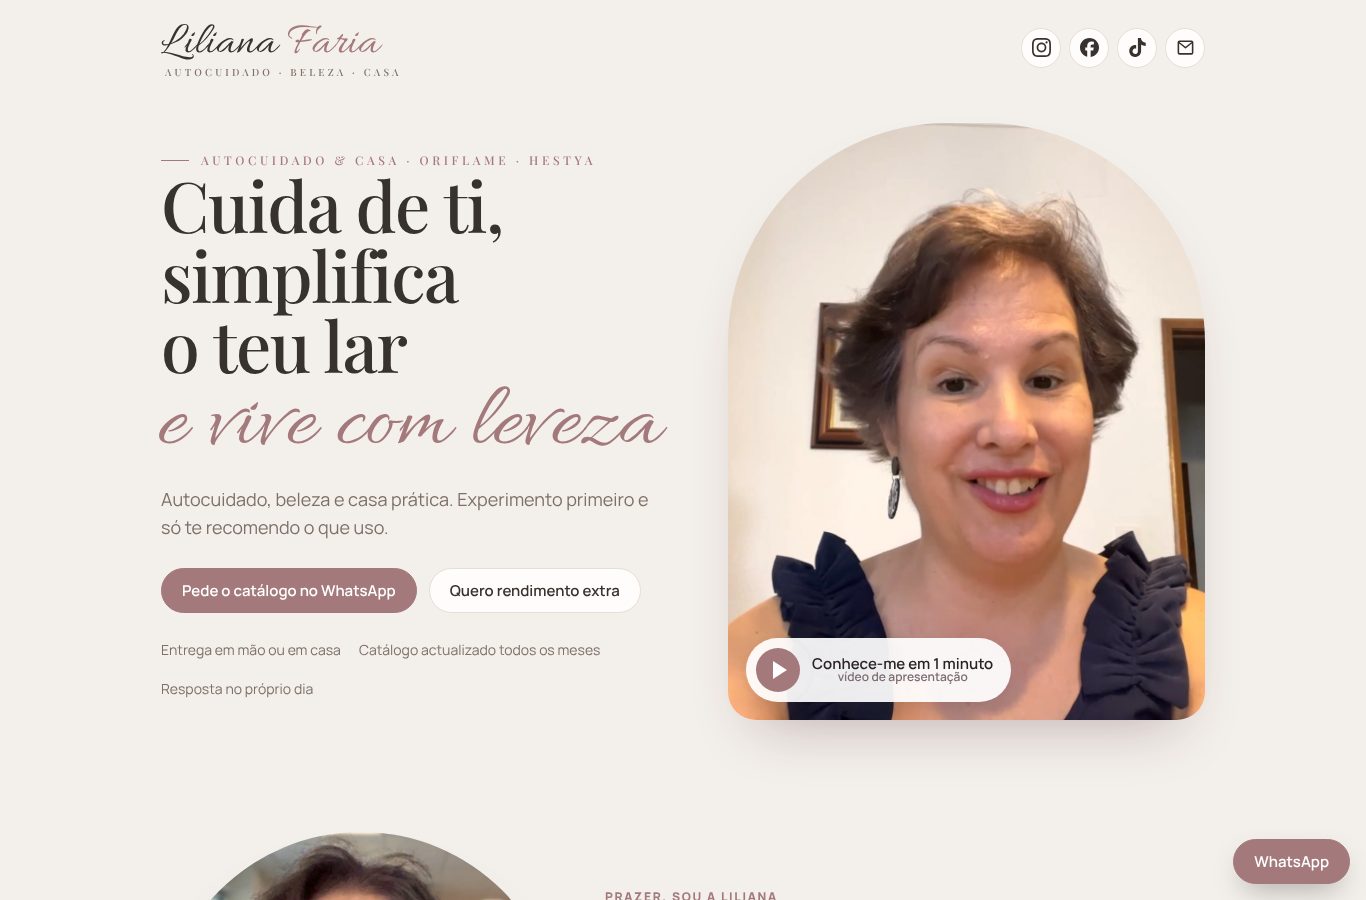 Liliana Faria
AUTOCUIDADO · BELEZA · CASA
AUTOCUIDADO & CASA · ORIFLAME · HESTYA
Cuida de ti,
simplifica
o teu lar
e vive com leveza
Autocuidado, beleza e casa prática. Experimento primeiro e
só te recomendo o que uso.
Pede o catálogo no WhatsApp
Quero rendimento extra
Entrega em mão ou em casa
Catálogo actualizado todos os meses
Resposta no próprio dia
Conhece-me em 1 minuto
vídeo de apresentação
PRAZER, SOU A LILIANA
WhatsApp